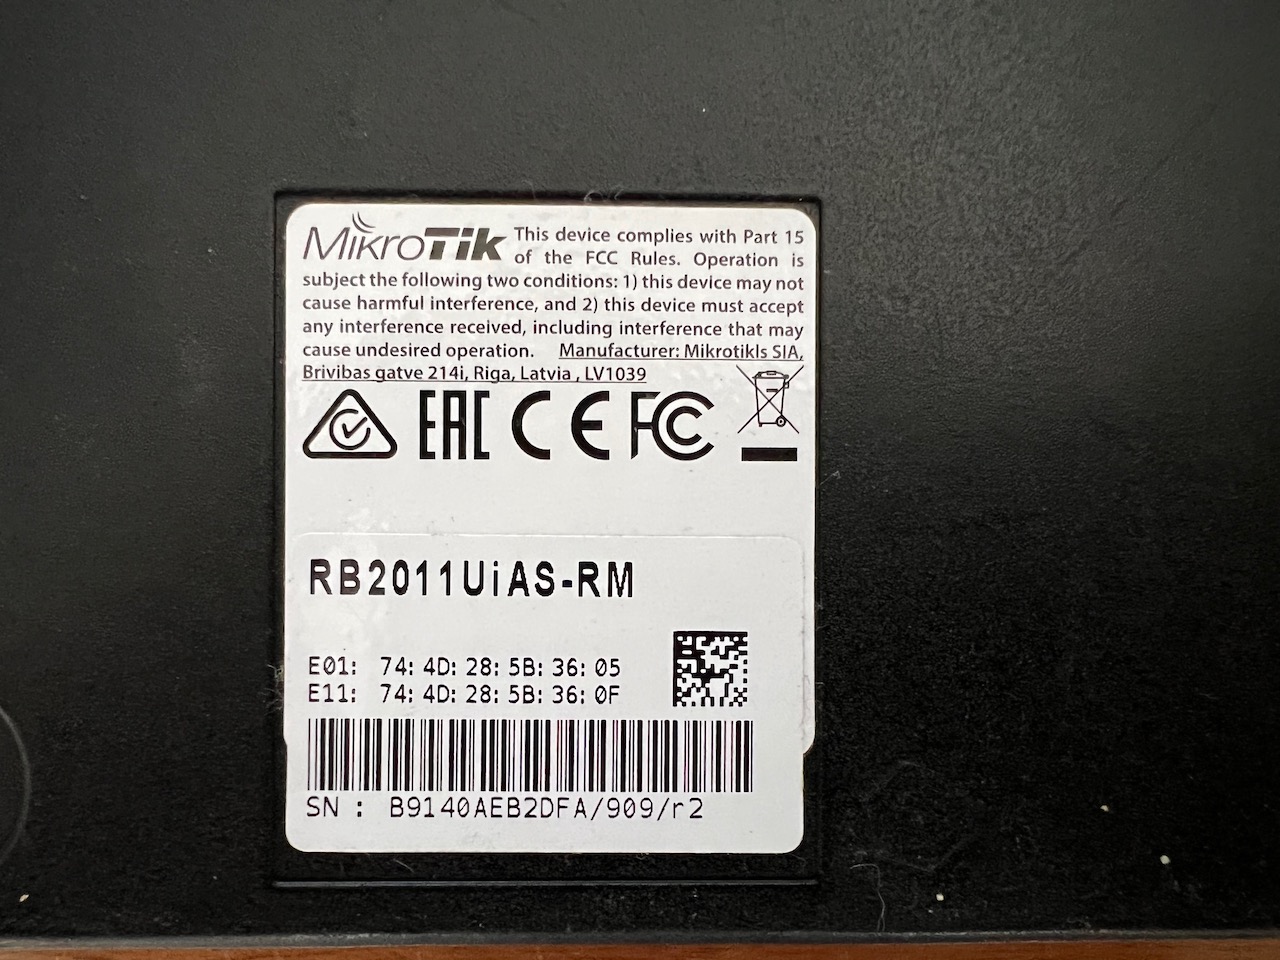 MikroTik This device complies with Part 15
of the FCC Rules. Operation is
subject the following two conditions: 1) this device may not
cause harmful interference, and 2) this device must accept
any interference received, including interference that may
cause undesired operation. Manufacturer: Mikrotikls SIA,
Brivibas gatve 214i, Riga, Latvia , LV1039
EAC CE FC
RB2011UiAS-RM
E01: 74:4D:28:5B:36:05
E11: 74:4D:28:5B:36:0F
SN : B9140AEB2DFA/909/r2